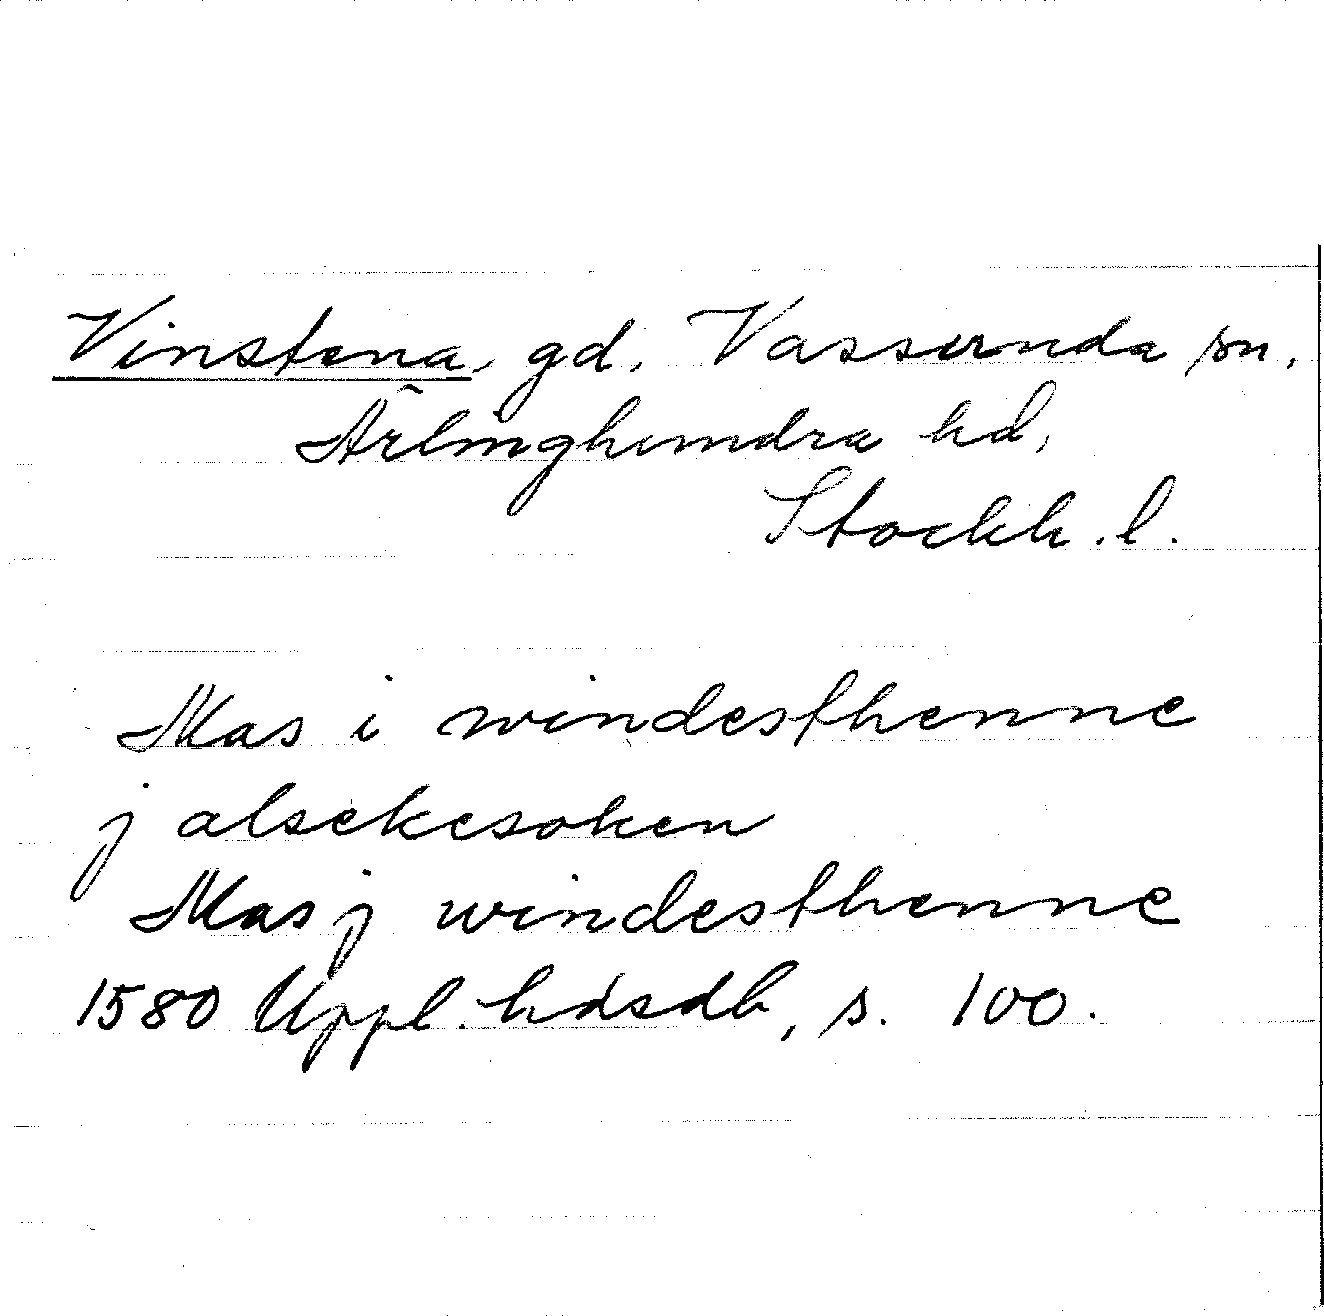 Vinstena, gd, Vassunda sn,
Ärlinghundra hd,
Stockh. l.
Mas i windesthenne
j alsekesoken
Mas j windesthenne
1580 Uppl. hdsdb, s. 100.